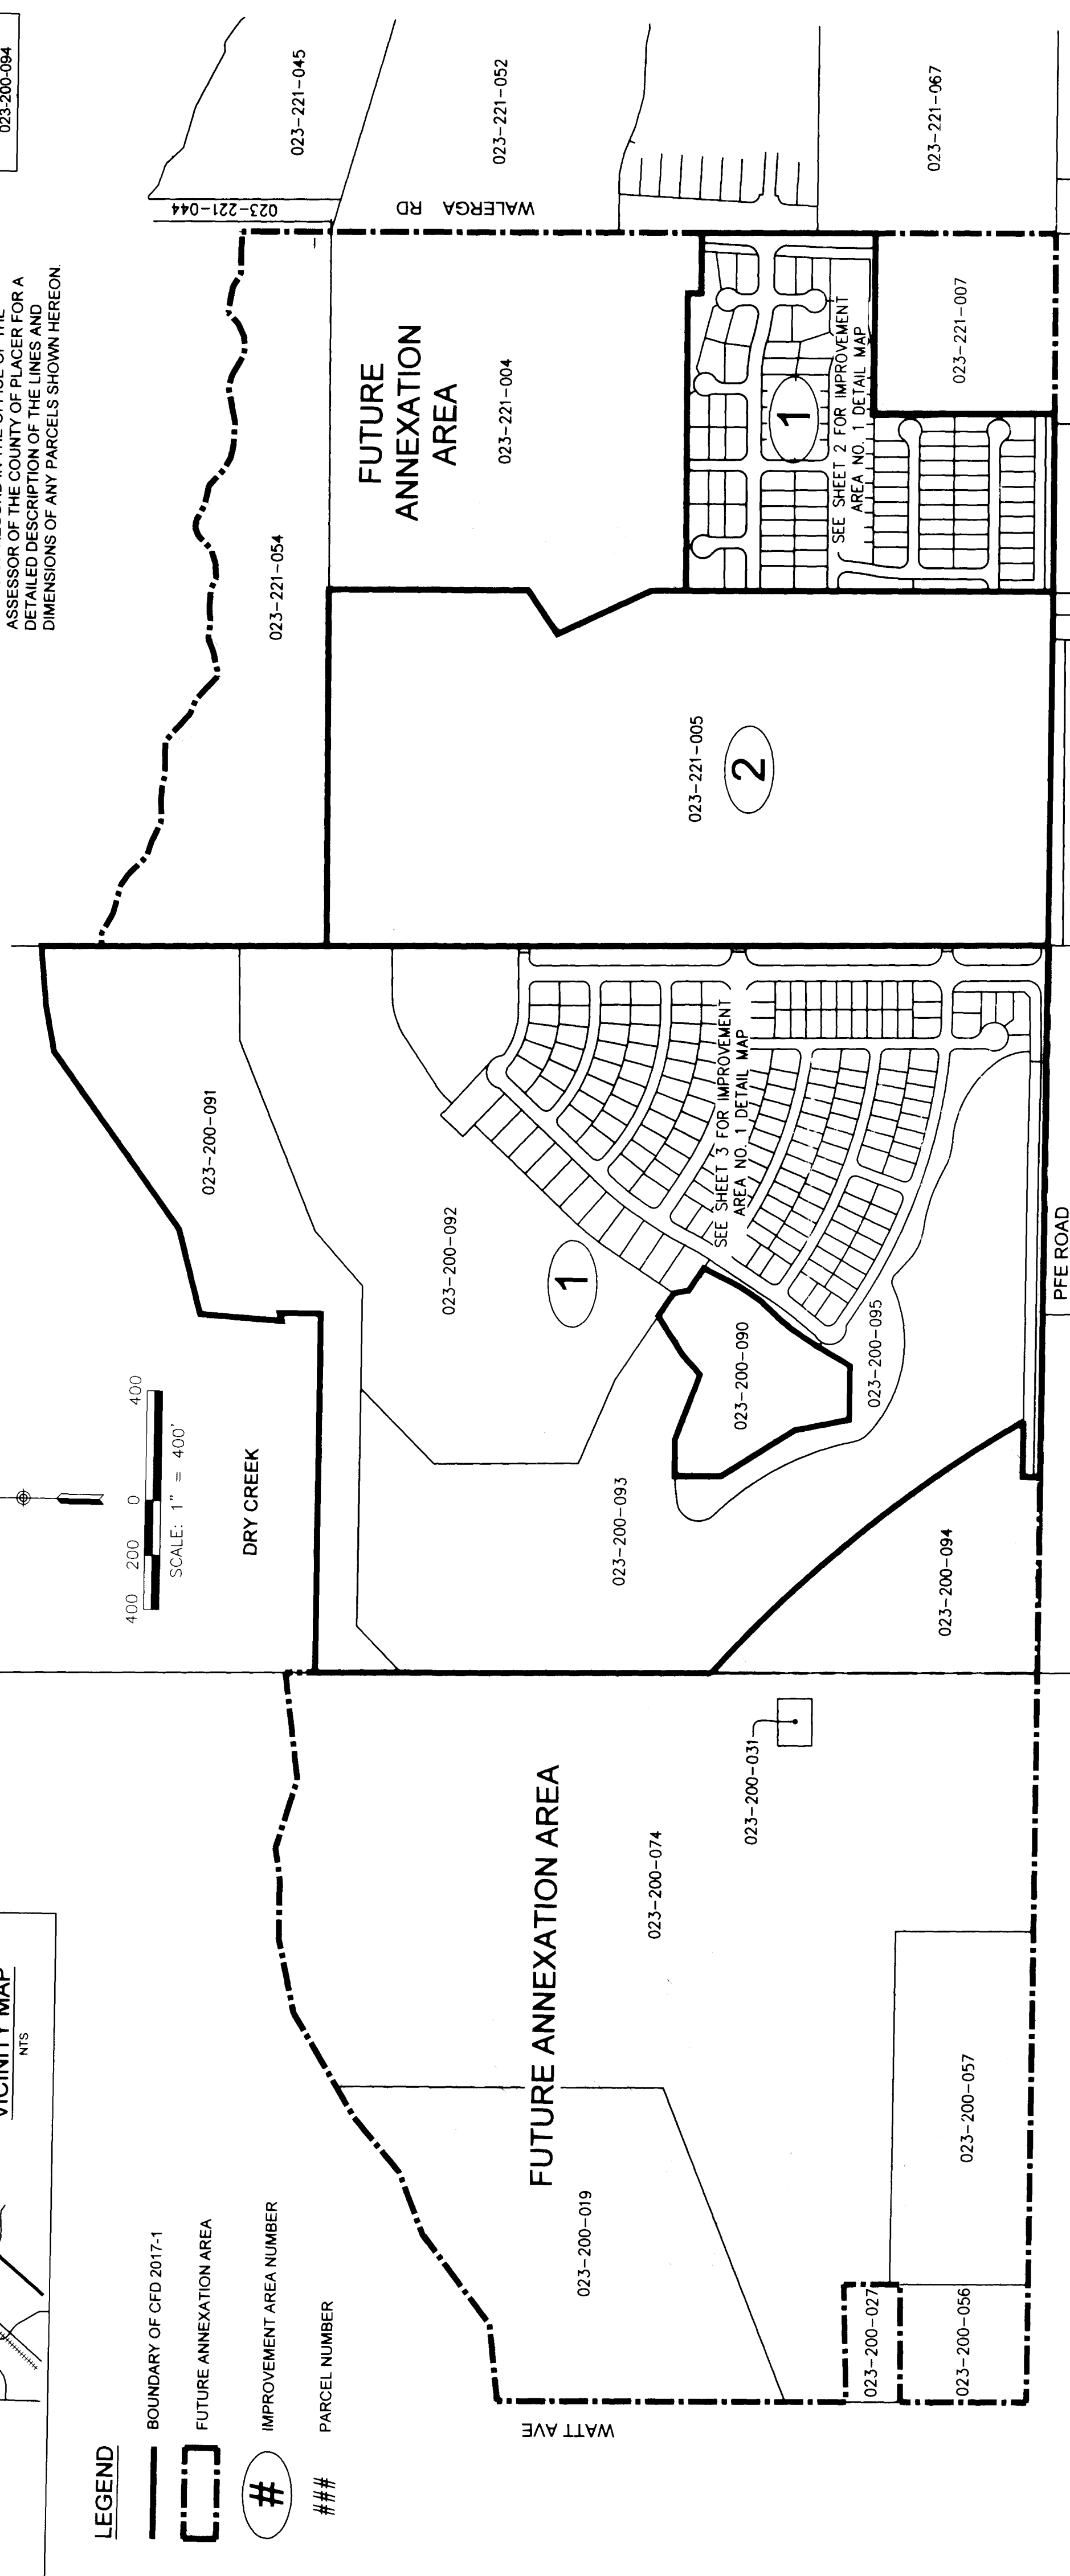 023-200-094
ASSESSOR OF THE COUNTY OF PLACER FOR A
DETAILED DESCRIPTION OF THE LINES AND
DIMENSIONS OF ANY PARCELS SHOWN HEREON.
VICINITY MAP
NTS
LEGEND
BOUNDARY OF CFD 2017-1
FUTURE ANNEXATION AREA
# IMPROVEMENT AREA NUMBER
### PARCEL NUMBER
400 200 0 400
SCALE: 1" = 400'
DRY CREEK
WATT AVE
FUTURE ANNEXATION AREA
023-200-019
023-200-074
023-200-031
023-200-027
023-200-056
023-200-057
023-200-091
023-200-092
1
023-200-093
023-200-090
023-200-095
023-200-094
SEE SHEET 3 FOR IMPROVEMENT
AREA NO. 1 DETAIL MAP
PFE ROAD
023-221-054
023-221-005
2
FUTURE
ANNEXATION
AREA
023-221-004
1
SEE SHEET 2 FOR IMPROVEMENT
AREA NO. 1 DETAIL MAP
023-221-007
WALERGA RD
023-221-044
023-221-045
023-221-052
023-221-067